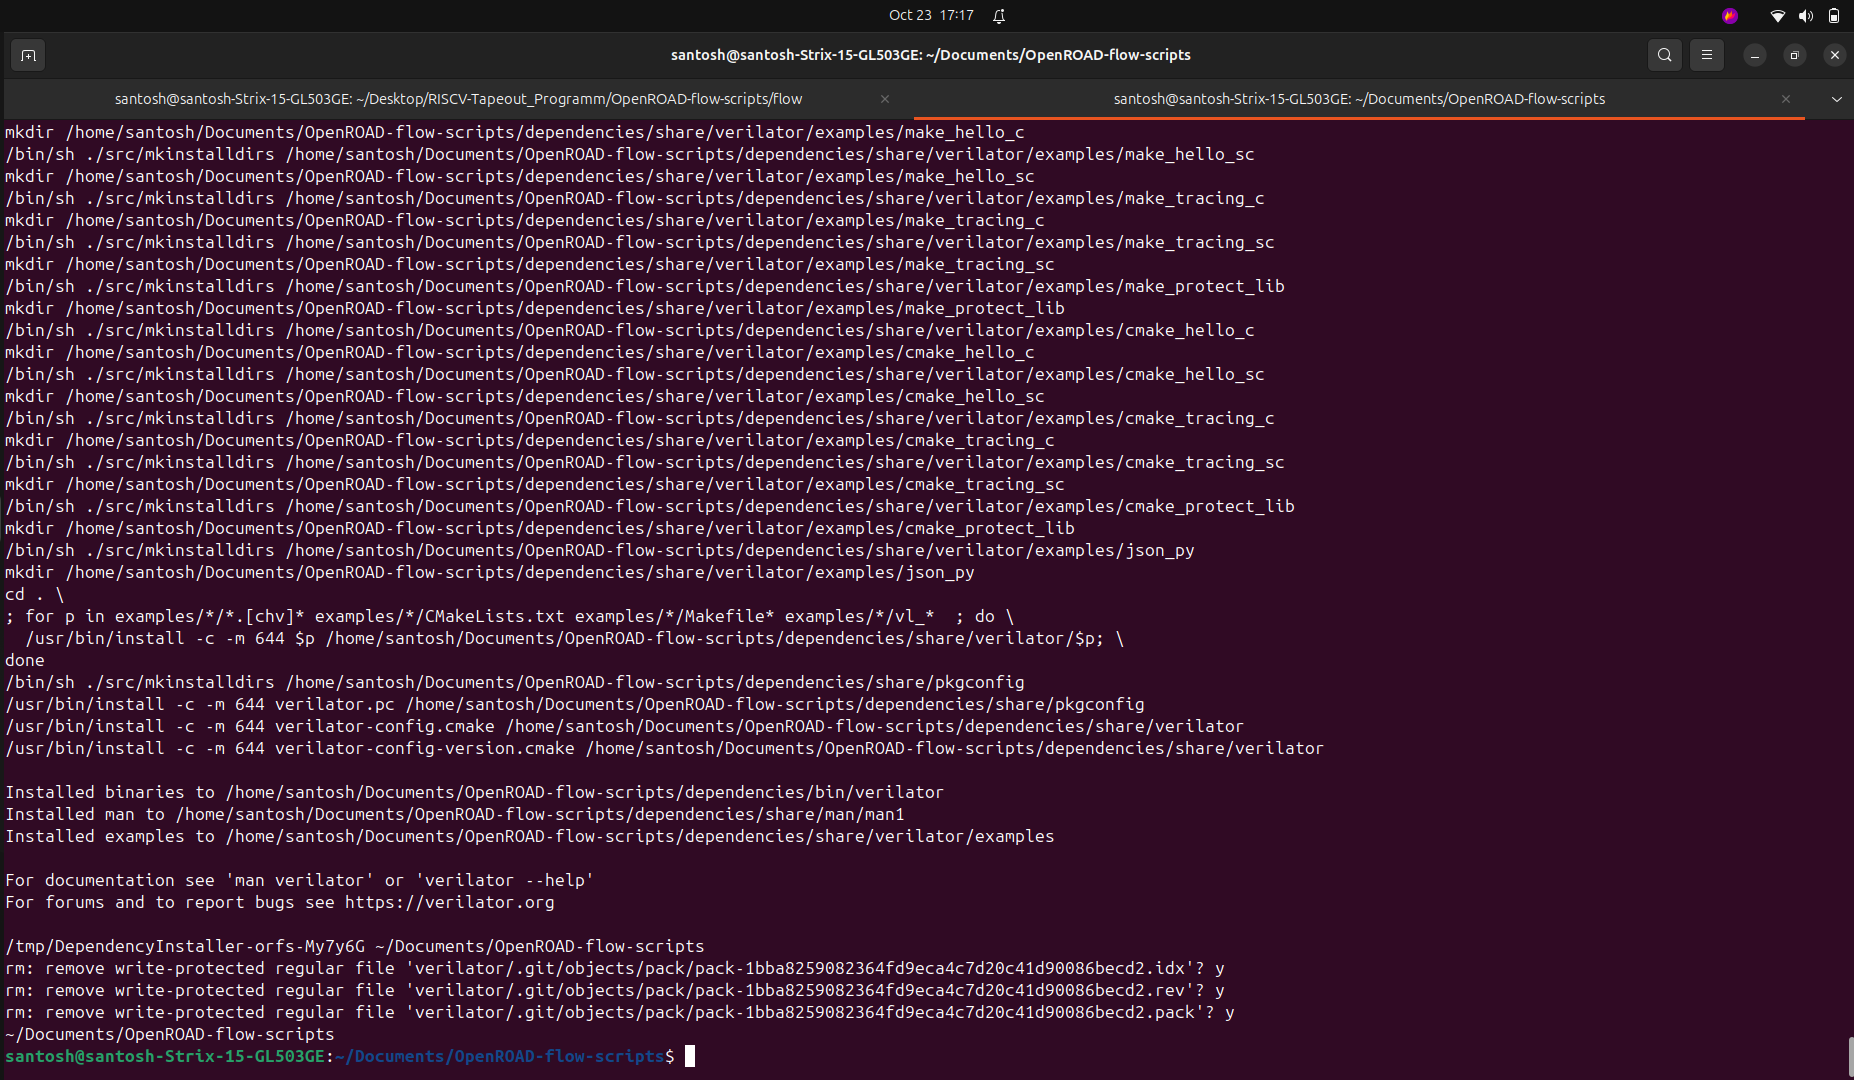 Oct 23 17:17
santosh@santosh-Strix-15-GL503GE: ~/Documents/OpenROAD-flow-scripts
santosh@santosh-Strix-15-GL503GE: ~/Desktop/RISCV-Tapeout_Programm/OpenROAD-flow-scripts/flow
santosh@santosh-Strix-15-GL503GE: ~/Documents/OpenROAD-flow-scripts
mkdir /home/santosh/Documents/OpenROAD-flow-scripts/dependencies/share/verilator/examples/make_hello_c
/bin/sh ./src/mkinstalldirs /home/santosh/Documents/OpenROAD-flow-scripts/dependencies/share/verilator/examples/make_hello_sc
mkdir /home/santosh/Documents/OpenROAD-flow-scripts/dependencies/share/verilator/examples/make_hello_sc
/bin/sh ./src/mkinstalldirs /home/santosh/Documents/OpenROAD-flow-scripts/dependencies/share/verilator/examples/make_tracing_c
mkdir /home/santosh/Documents/OpenROAD-flow-scripts/dependencies/share/verilator/examples/make_tracing_c
/bin/sh ./src/mkinstalldirs /home/santosh/Documents/OpenROAD-flow-scripts/dependencies/share/verilator/examples/make_tracing_sc
mkdir /home/santosh/Documents/OpenROAD-flow-scripts/dependencies/share/verilator/examples/make_tracing_sc
/bin/sh ./src/mkinstalldirs /home/santosh/Documents/OpenROAD-flow-scripts/dependencies/share/verilator/examples/make_protect_lib
mkdir /home/santosh/Documents/OpenROAD-flow-scripts/dependencies/share/verilator/examples/make_protect_lib
/bin/sh ./src/mkinstalldirs /home/santosh/Documents/OpenROAD-flow-scripts/dependencies/share/verilator/examples/cmake_hello_c
mkdir /home/santosh/Documents/OpenROAD-flow-scripts/dependencies/share/verilator/examples/cmake_hello_c
/bin/sh ./src/mkinstalldirs /home/santosh/Documents/OpenROAD-flow-scripts/dependencies/share/verilator/examples/cmake_hello_sc
mkdir /home/santosh/Documents/OpenROAD-flow-scripts/dependencies/share/verilator/examples/cmake_hello_sc
/bin/sh ./src/mkinstalldirs /home/santosh/Documents/OpenROAD-flow-scripts/dependencies/share/verilator/examples/cmake_tracing_c
mkdir /home/santosh/Documents/OpenROAD-flow-scripts/dependencies/share/verilator/examples/cmake_tracing_c
/bin/sh ./src/mkinstalldirs /home/santosh/Documents/OpenROAD-flow-scripts/dependencies/share/verilator/examples/cmake_tracing_sc
mkdir /home/santosh/Documents/OpenROAD-flow-scripts/dependencies/share/verilator/examples/cmake_tracing_sc
/bin/sh ./src/mkinstalldirs /home/santosh/Documents/OpenROAD-flow-scripts/dependencies/share/verilator/examples/cmake_protect_lib
mkdir /home/santosh/Documents/OpenROAD-flow-scripts/dependencies/share/verilator/examples/cmake_protect_lib
/bin/sh ./src/mkinstalldirs /home/santosh/Documents/OpenROAD-flow-scripts/dependencies/share/verilator/examples/json_py
mkdir /home/santosh/Documents/OpenROAD-flow-scripts/dependencies/share/verilator/examples/json_py
cd . \
; for p in examples/*/*.[chv]* examples/*/CMakeLists.txt examples/*/Makefile* examples/*/vl_*  ; do \
  /usr/bin/install -c -m 644 $p /home/santosh/Documents/OpenROAD-flow-scripts/dependencies/share/verilator/$p; \
done
/bin/sh ./src/mkinstalldirs /home/santosh/Documents/OpenROAD-flow-scripts/dependencies/share/pkgconfig
/usr/bin/install -c -m 644 verilator.pc /home/santosh/Documents/OpenROAD-flow-scripts/dependencies/share/pkgconfig
/usr/bin/install -c -m 644 verilator-config.cmake /home/santosh/Documents/OpenROAD-flow-scripts/dependencies/share/verilator
/usr/bin/install -c -m 644 verilator-config-version.cmake /home/santosh/Documents/OpenROAD-flow-scripts/dependencies/share/verilator
Installed binaries to /home/santosh/Documents/OpenROAD-flow-scripts/dependencies/bin/verilator
Installed man to /home/santosh/Documents/OpenROAD-flow-scripts/dependencies/share/man/man1
Installed examples to /home/santosh/Documents/OpenROAD-flow-scripts/dependencies/share/verilator/examples
For documentation see 'man verilator' or 'verilator --help'
For forums and to report bugs see https://verilator.org
/tmp/DependencyInstaller-orfs-My7y6G ~/Documents/OpenROAD-flow-scripts
rm: remove write-protected regular file 'verilator/.git/objects/pack/pack-1bba8259082364fd9eca4c7d20c41d90086becd2.idx'? y
rm: remove write-protected regular file 'verilator/.git/objects/pack/pack-1bba8259082364fd9eca4c7d20c41d90086becd2.rev'? y
rm: remove write-protected regular file 'verilator/.git/objects/pack/pack-1bba8259082364fd9eca4c7d20c41d90086becd2.pack'? y
~/Documents/OpenROAD-flow-scripts
santosh@santosh-Strix-15-GL503GE:~/Documents/OpenROAD-flow-scripts$